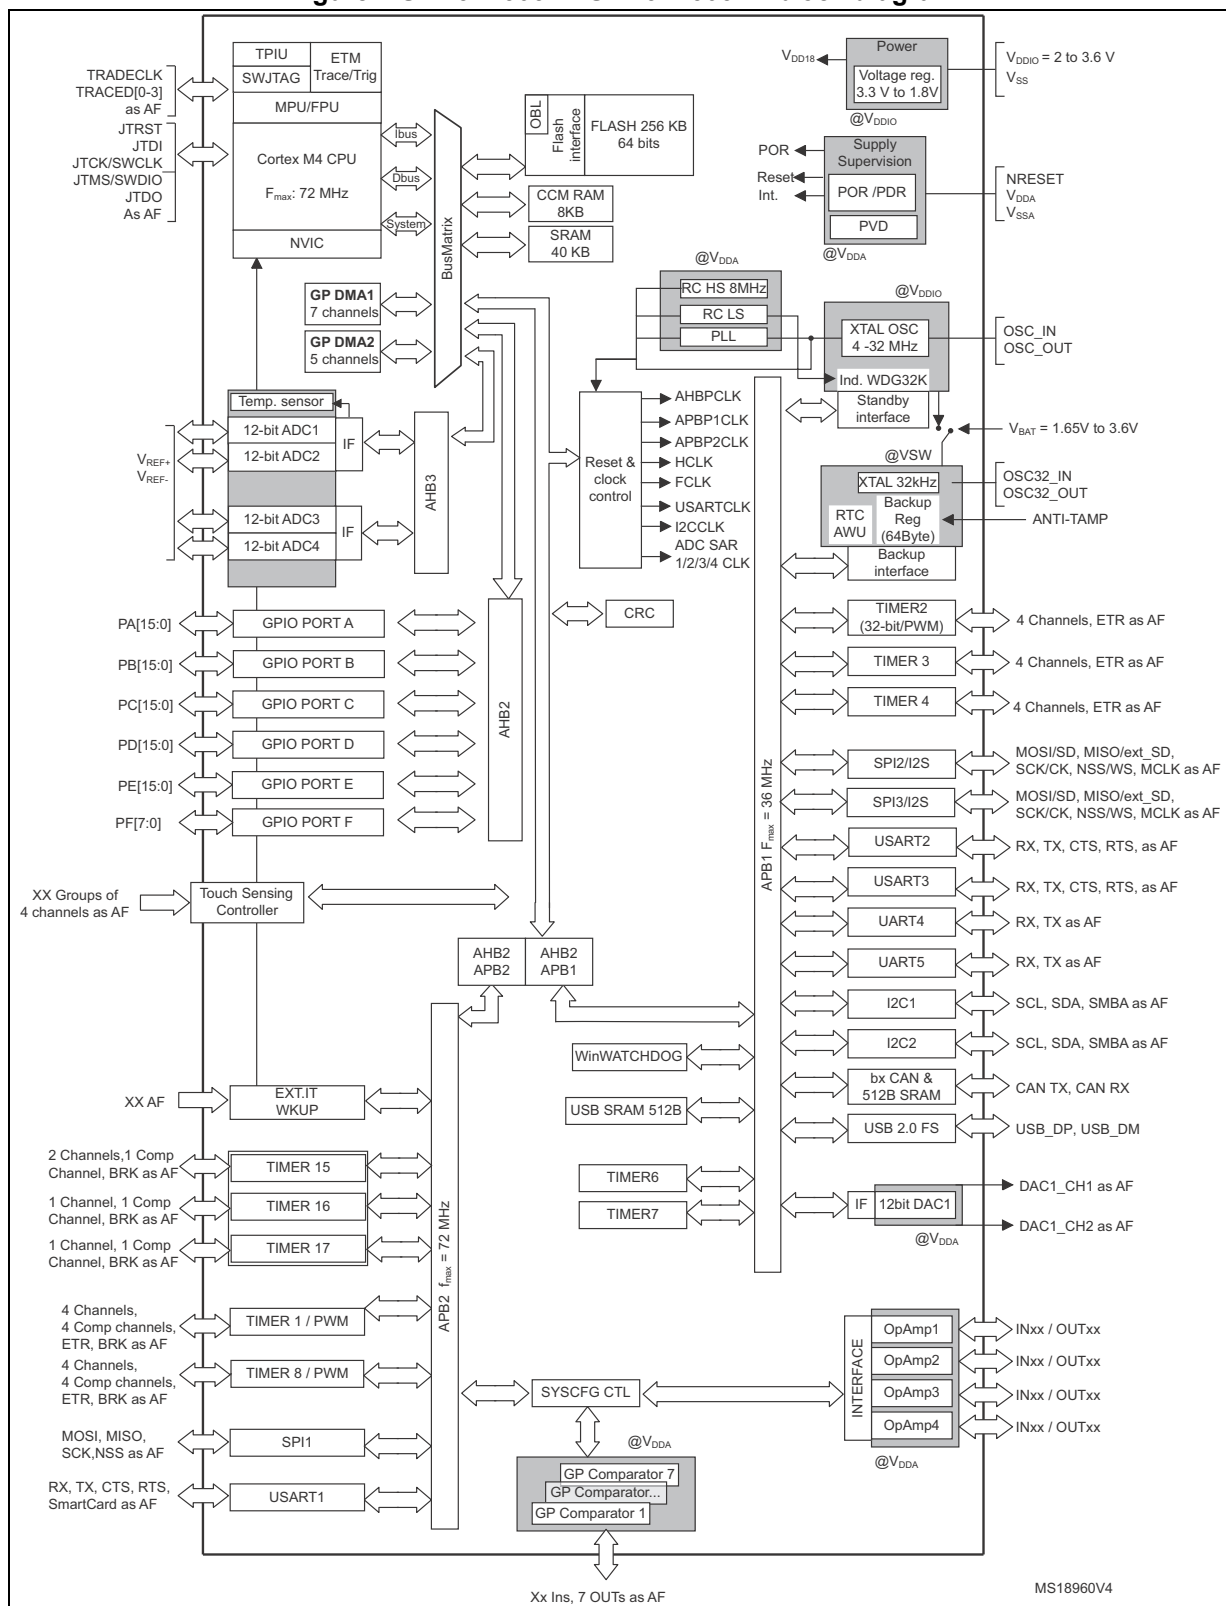 TPIU
ETM
Trace/Trig
SWJTAG
MPU/FPU
Cortex M4 CPU
Fmax: 72 MHz
NVIC
TRADECLK
TRACED[0-3]
as AF
JTRST
JTDI
JTCK/SWCLK
JTMS/SWDIO
JTDO
As AF
Ibus
Dbus
System
BusMatrix
OBL
Flash
interface
FLASH 256 KB
64 bits
CCM RAM
8KB
SRAM
40 KB
GP DMA1
7 channels
GP DMA2
5 channels
VDD18
Power
Voltage reg.
3.3 V to 1.8V
@VDDIO
VDDIO = 2 to 3.6 V
VSS
POR
Reset
Int.
Supply
Supervision
POR /PDR
PVD
@VDDA
NRESET
VDDA
VSSA
@VDDA
RC HS 8MHz
RC LS
PLL
@VDDIO
XTAL OSC
4 -32 MHz
Ind. WDG32K
Standby
interface
OSC_IN
OSC_OUT
VBAT = 1.65V to 3.6V
@VSW
XTAL 32kHz
RTC
AWU
Backup
Reg
(64Byte)
Backup
interface
OSC32_IN
OSC32_OUT
ANTI-TAMP
Reset &
clock
control
AHBPCLK
APBP1CLK
APBP2CLK
HCLK
FCLK
USARTCLK
I2CCLK
ADC SAR
1/2/3/4 CLK
Temp. sensor
12-bit ADC1
12-bit ADC2
IF
VREF+
VREF-
12-bit ADC3
12-bit ADC4
IF
AHB3
CRC
AHB2
PA[15:0]
GPIO PORT A
PB[15:0]
GPIO PORT B
PC[15:0]
GPIO PORT C
PD[15:0]
GPIO PORT D
PE[15:0]
GPIO PORT E
PF[7:0]
GPIO PORT F
XX Groups of
4 channels as AF
Touch Sensing
Controller
AHB2
APB2
AHB2
APB1
APB1 Fmax = 36 MHz
TIMER2
(32-bit/PWM)
4 Channels, ETR as AF
TIMER 3
4 Channels, ETR as AF
TIMER 4
4 Channels, ETR as AF
SPI2/I2S
MOSI/SD, MISO/ext_SD,
SCK/CK, NSS/WS, MCLK as AF
SPI3/I2S
MOSI/SD, MISO/ext_SD,
SCK/CK, NSS/WS, MCLK as AF
USART2
RX, TX, CTS, RTS, as AF
USART3
RX, TX, CTS, RTS, as AF
UART4
RX, TX as AF
UART5
RX, TX as AF
I2C1
SCL, SDA, SMBA as AF
I2C2
SCL, SDA, SMBA as AF
bx CAN &
512B SRAM
CAN TX, CAN RX
USB 2.0 FS
USB_DP, USB_DM
WinWATCHDOG
USB SRAM 512B
TIMER6
TIMER7
IF
12bit DAC1
@VDDA
DAC1_CH1 as AF
DAC1_CH2 as AF
XX AF
EXT.IT
WKUP
2 Channels,1 Comp
Channel, BRK as AF
TIMER 15
1 Channel, 1 Comp
Channel, BRK as AF
TIMER 16
1 Channel, 1 Comp
Channel, BRK as AF
TIMER 17
4 Channels,
4 Comp channels,
ETR, BRK as AF
TIMER 1 / PWM
4 Channels,
4 Comp channels,
ETR, BRK as AF
TIMER 8 / PWM
MOSI, MISO,
SCK,NSS as AF
SPI1
RX, TX, CTS, RTS,
SmartCard as AF
USART1
APB2 fmax = 72 MHz
SYSCFG CTL
@VDDA
GP Comparator 7
GP Comparator...
GP Comparator 1
Xx Ins, 7 OUTs as AF
INTERFACE
OpAmp1
INxx / OUTxx
OpAmp2
INxx / OUTxx
OpAmp3
INxx / OUTxx
OpAmp4
INxx / OUTxx
@VDDA
MS18960V4